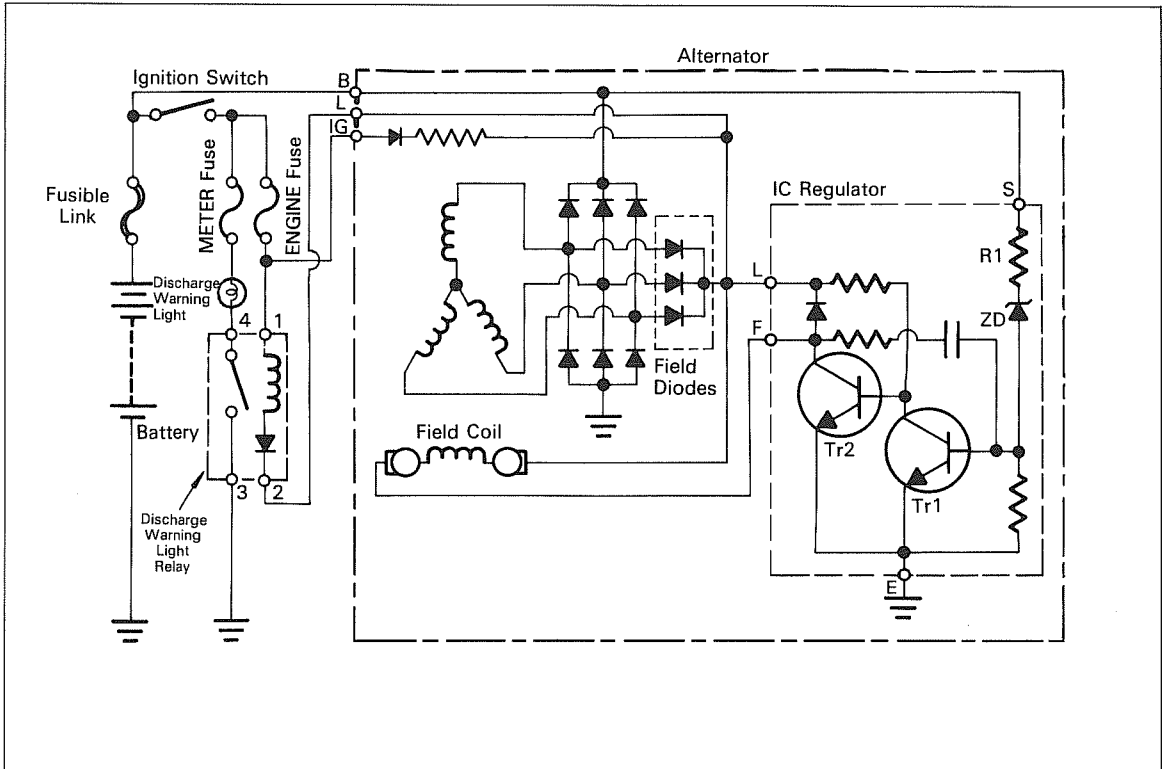 Alternator
Ignition Switch
B
L
IG
Fusible
Link
METER Fuse
ENGINE Fuse
Discharge
Warning
Light
4
1
Battery
3
2
Discharge
Warning
Light
Relay
Field
Diodes
Field Coil
IC Regulator
S
R1
ZD
L
F
Tr2
Tr1
E